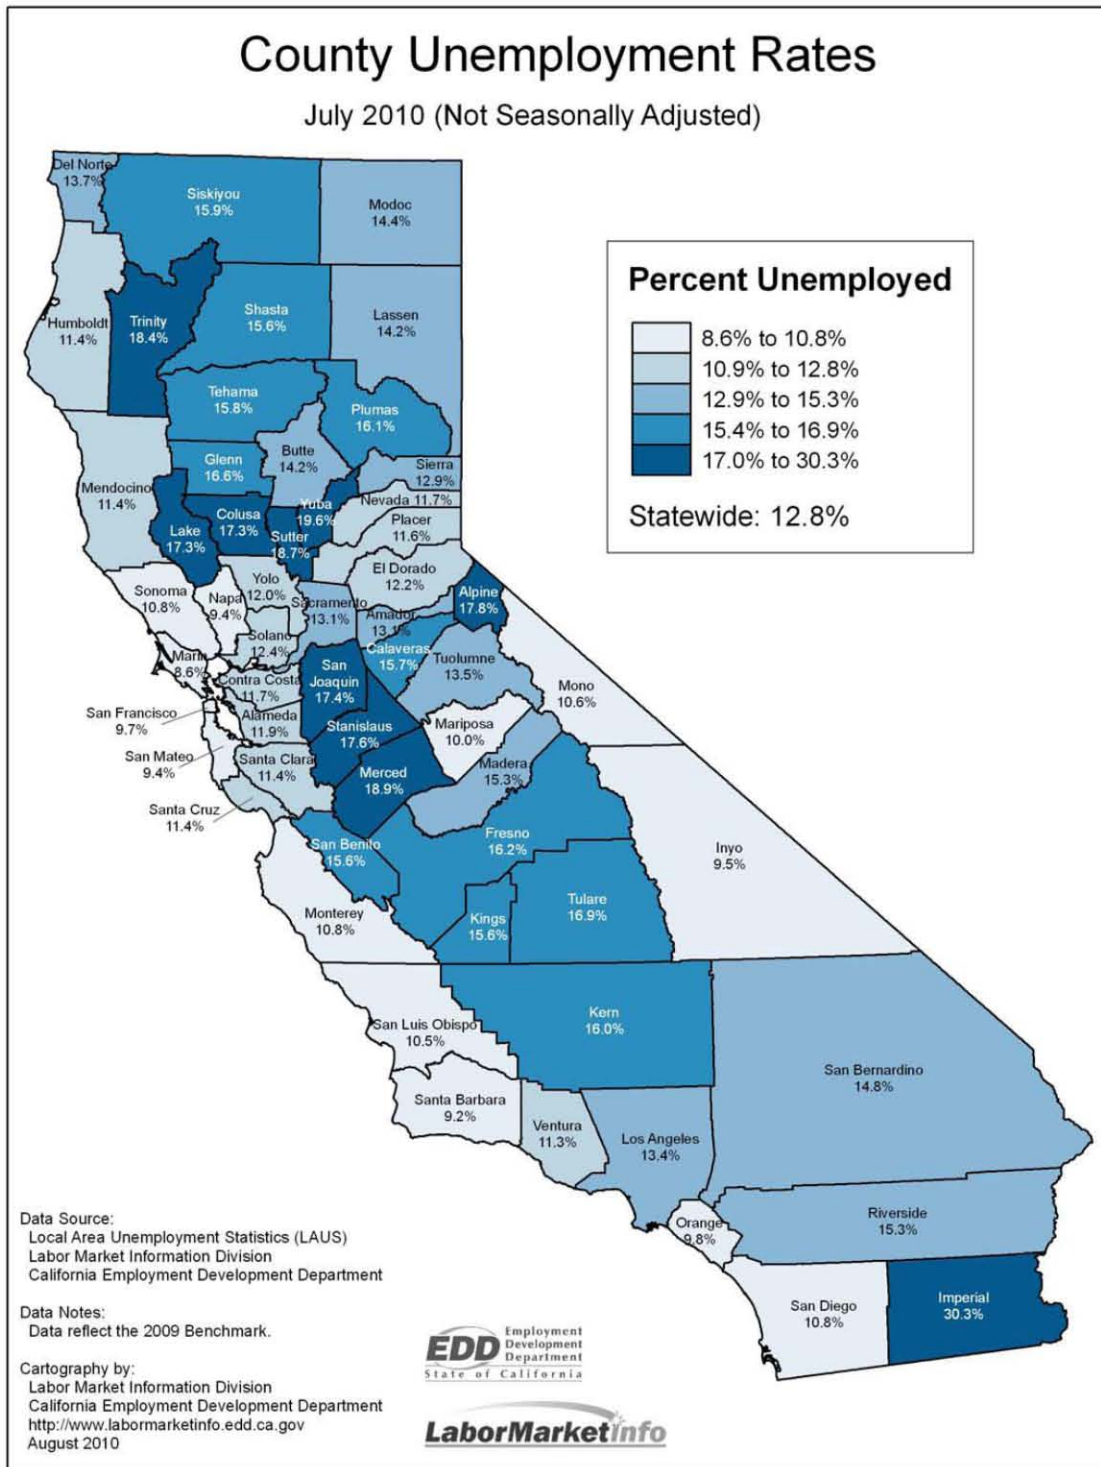 County Unemployment Rates
July 2010 (Not Seasonally Adjusted)
Del Norte
13.7%
Siskiyou
15.9%
Modoc
14.4%
Humboldt
11.4%
Trinity
18.4%
Shasta
15.6%
Lassen
14.2%
Percent Unemployed
8.6% to 10.8%
10.9% to 12.8%
12.9% to 15.3%
15.4% to 16.9%
17.0% to 30.3%
Statewide: 12.8%
Tehama
15.8%
Plumas
16.1%
Glenn
16.6%
Butte
14.2%
Sierra
12.9%
Mendocino
11.4%
Lake
17.3%
Colusa
17.3%
Sutter
18.7%
Yuba
19.6%
Nevada 11.7%
Placer
11.6%
El Dorado
12.2%
Alpine
17.8%
Sonoma
10.8%
Napa
9.4%
Yolo
12.0%
Sacramento
13.1%
Amador
13.1%
Solano
12.4%
Calaveras
15.7%
Tuolumne
13.5%
Mono
10.6%
Marin
8.6%
Contra Costa
11.7%
San
Joaquin
17.4%
San Francisco
9.7%
Alameda
11.9%
Stanislaus
17.6%
Mariposa
10.0%
San Mateo
9.4%
Santa Clara
11.4%
Merced
18.9%
Madera
15.3%
Santa Cruz
11.4%
San Benito
15.6%
Fresno
16.2%
Inyo
9.5%
Monterey
10.8%
Kings
15.6%
Tulare
16.9%
San Luis Obispo
10.5%
Kern
16.0%
San Bernardino
14.8%
Santa Barbara
9.2%
Ventura
11.3%
Los Angeles
13.4%
Orange
9.8%
Riverside
15.3%
San Diego
10.8%
Imperial
30.3%
Data Source:
Local Area Unemployment Statistics (LAUS)
Labor Market Information Division
California Employment Development Department
Data Notes:
Data reflect the 2009 Benchmark.
Cartography by:
Labor Market Information Division
California Employment Development Department
http://www.labormarketinfo.edd.ca.gov
August 2010
EDD
Employment
Development
Department
State of California
LaborMarketinfo